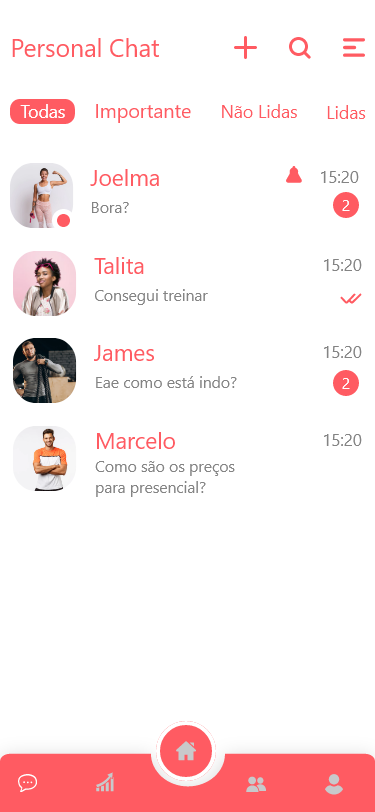 Personal Chat
Todas Importante Não Lidas Lidas
Joelma 15:20
Bora? 2
Talita 15:20
Consegui treinar
James 15:20
Eae como está indo? 2
Marcelo 15:20
Como são os preços
para presencial?